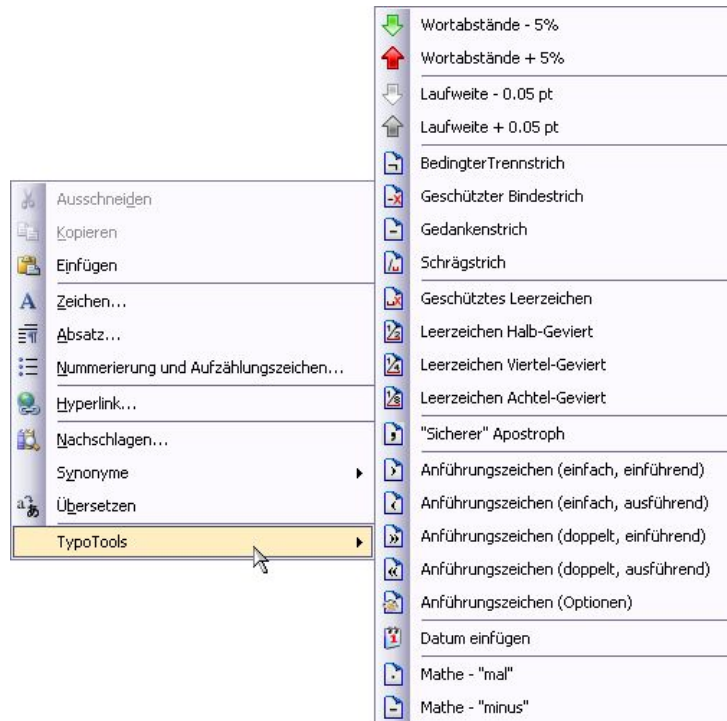 Ausschneiden
Kopieren
Einfügen
Zeichen...
Absatz...
Nummerierung und Aufzählungszeichen...
Hyperlink...
Nachschlagen...
Synonyme
Übersetzen
TypoTools
Wortabstände - 5%
Wortabstände + 5%
Laufweite - 0.05 pt
Laufweite + 0.05 pt
BedingterTrennstrich
Geschützter Bindestrich
Gedankenstrich
Schrägstrich
Geschütztes Leerzeichen
Leerzeichen Halb-Geviert
Leerzeichen Viertel-Geviert
Leerzeichen Achtel-Geviert
"Sicherer" Apostroph
Anführungszeichen (einfach, einführend)
Anführungszeichen (einfach, ausführend)
Anführungszeichen (doppelt, einführend)
Anführungszeichen (doppelt, ausführend)
Anführungszeichen (Optionen)
Datum einfügen
Mathe - "mal"
Mathe - "minus"